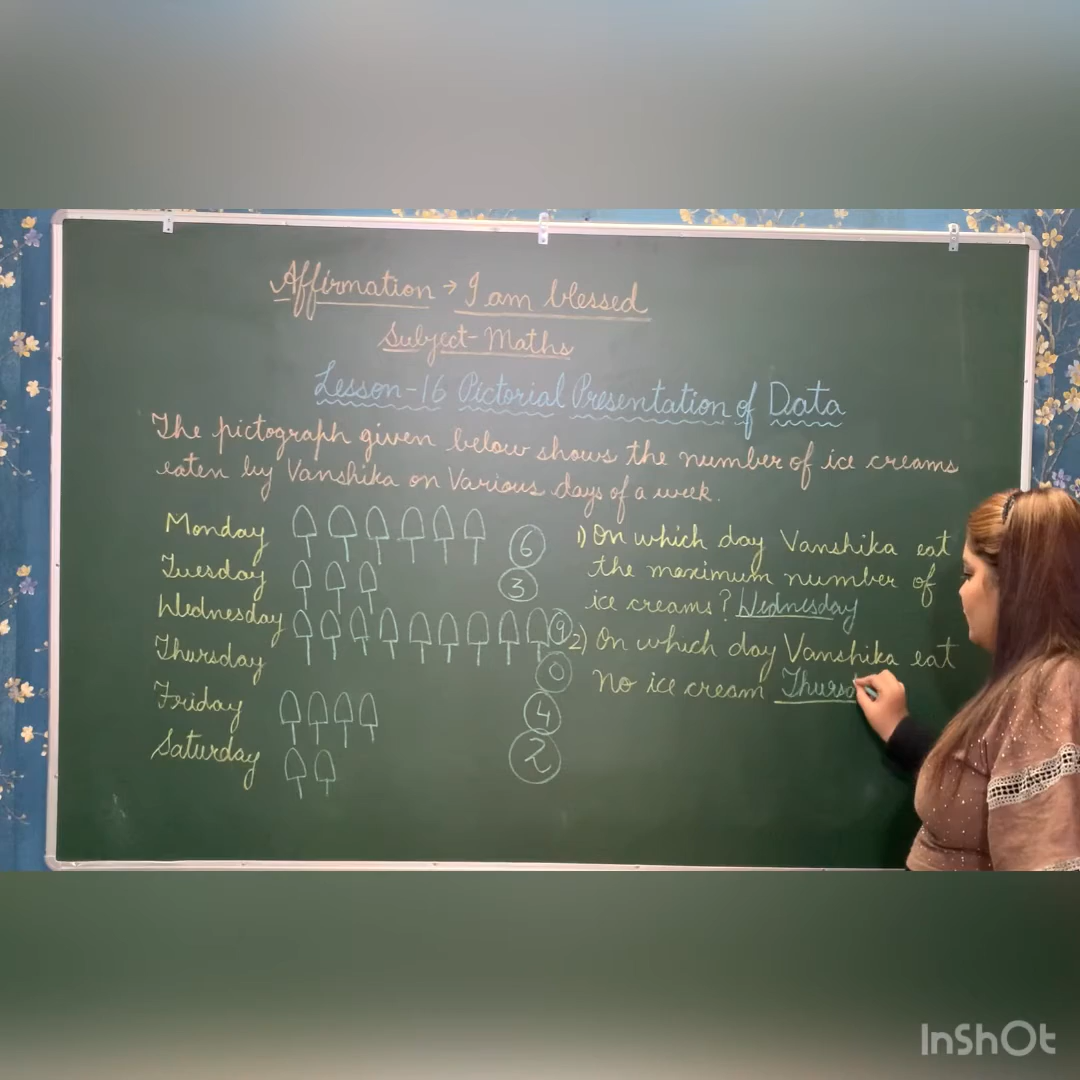 Affirmation → I am blessed
Subject-Maths
Lesson-16 Pictorial Presentation of Data
The pictograph given below shows the number of ice creams
eaten by Vanshika on Various days of a week.
Monday 6
Tuesday 3
Wednesday 9
Thursday 0
Friday 4
Saturday 2
1) On which day Vanshika eat
the maximum number of
ice creams? Wednesday
2) On which day Vanshika eat
No ice cream Thursd
InShOt